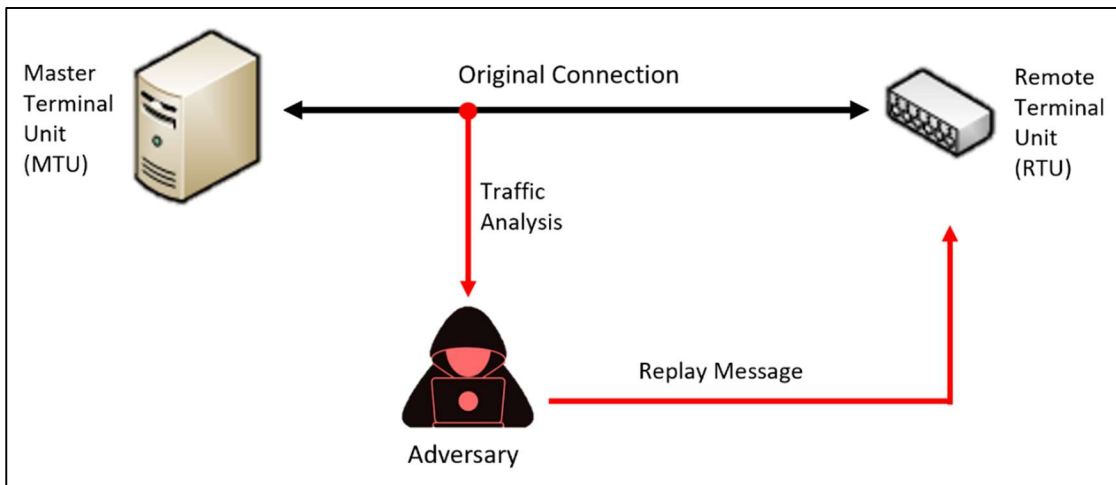 Master
Terminal
Unit
(MTU)
Original Connection
Remote
Terminal
Unit
(RTU)
Traffic
Analysis
Replay Message
Adversary